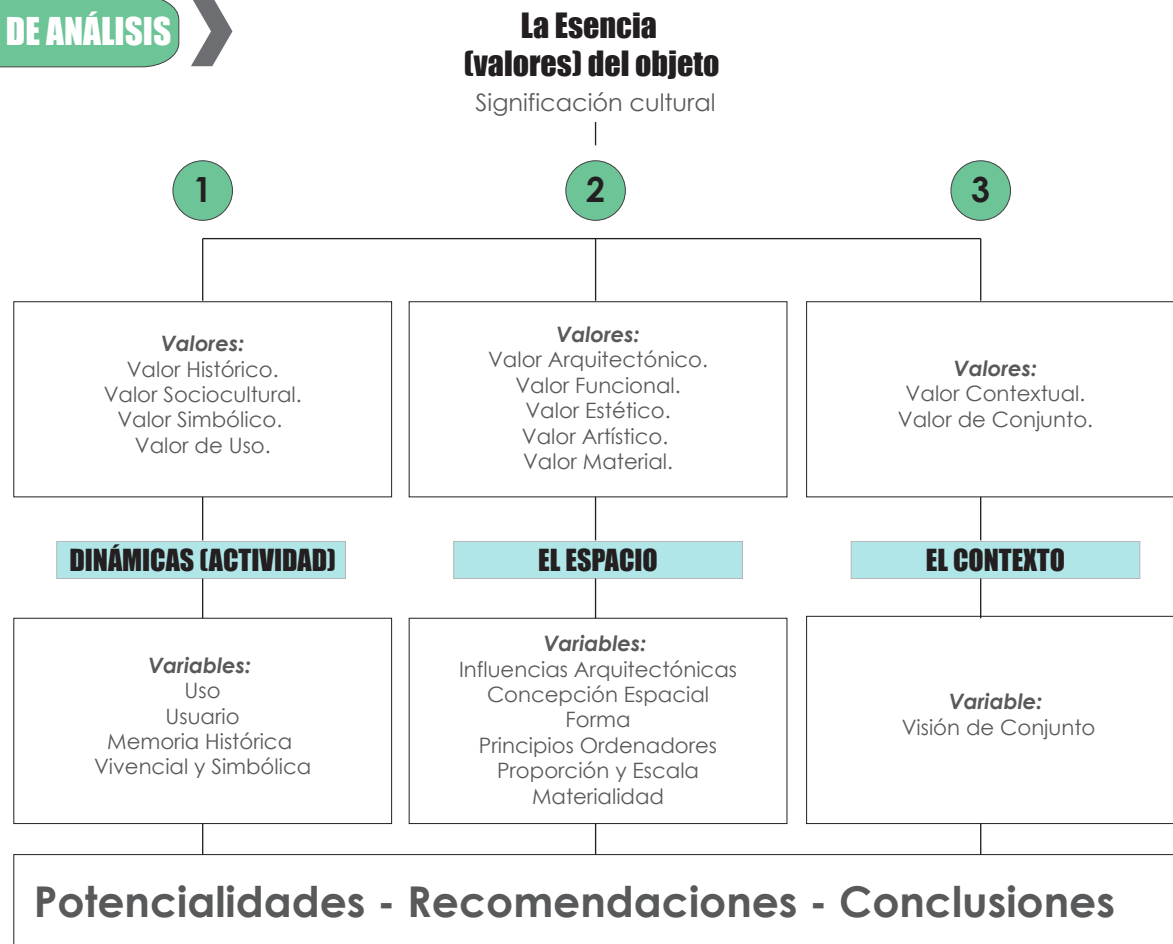 DE ANÁLISIS
La Esencia
(valores) del objeto
Significación cultural
1
2
3
Valores:
Valor Histórico.
Valor Sociocultural.
Valor Simbólico.
Valor de Uso.
Valores:
Valor Arquitectónico.
Valor Funcional.
Valor Estético.
Valor Artístico.
Valor Material.
Valores:
Valor Contextual.
Valor de Conjunto.
DINÁMICAS (ACTIVIDAD)
EL ESPACIO
EL CONTEXTO
Variables:
Uso
Usuario
Memoria Histórica
Vivencial y Simbólica
Variables:
Influencias Arquitectónicas
Concepción Espacial
Forma
Principios Ordenadores
Proporción y Escala
Materialidad
Variable:
Visión de Conjunto
Potencialidades - Recomendaciones - Conclusiones